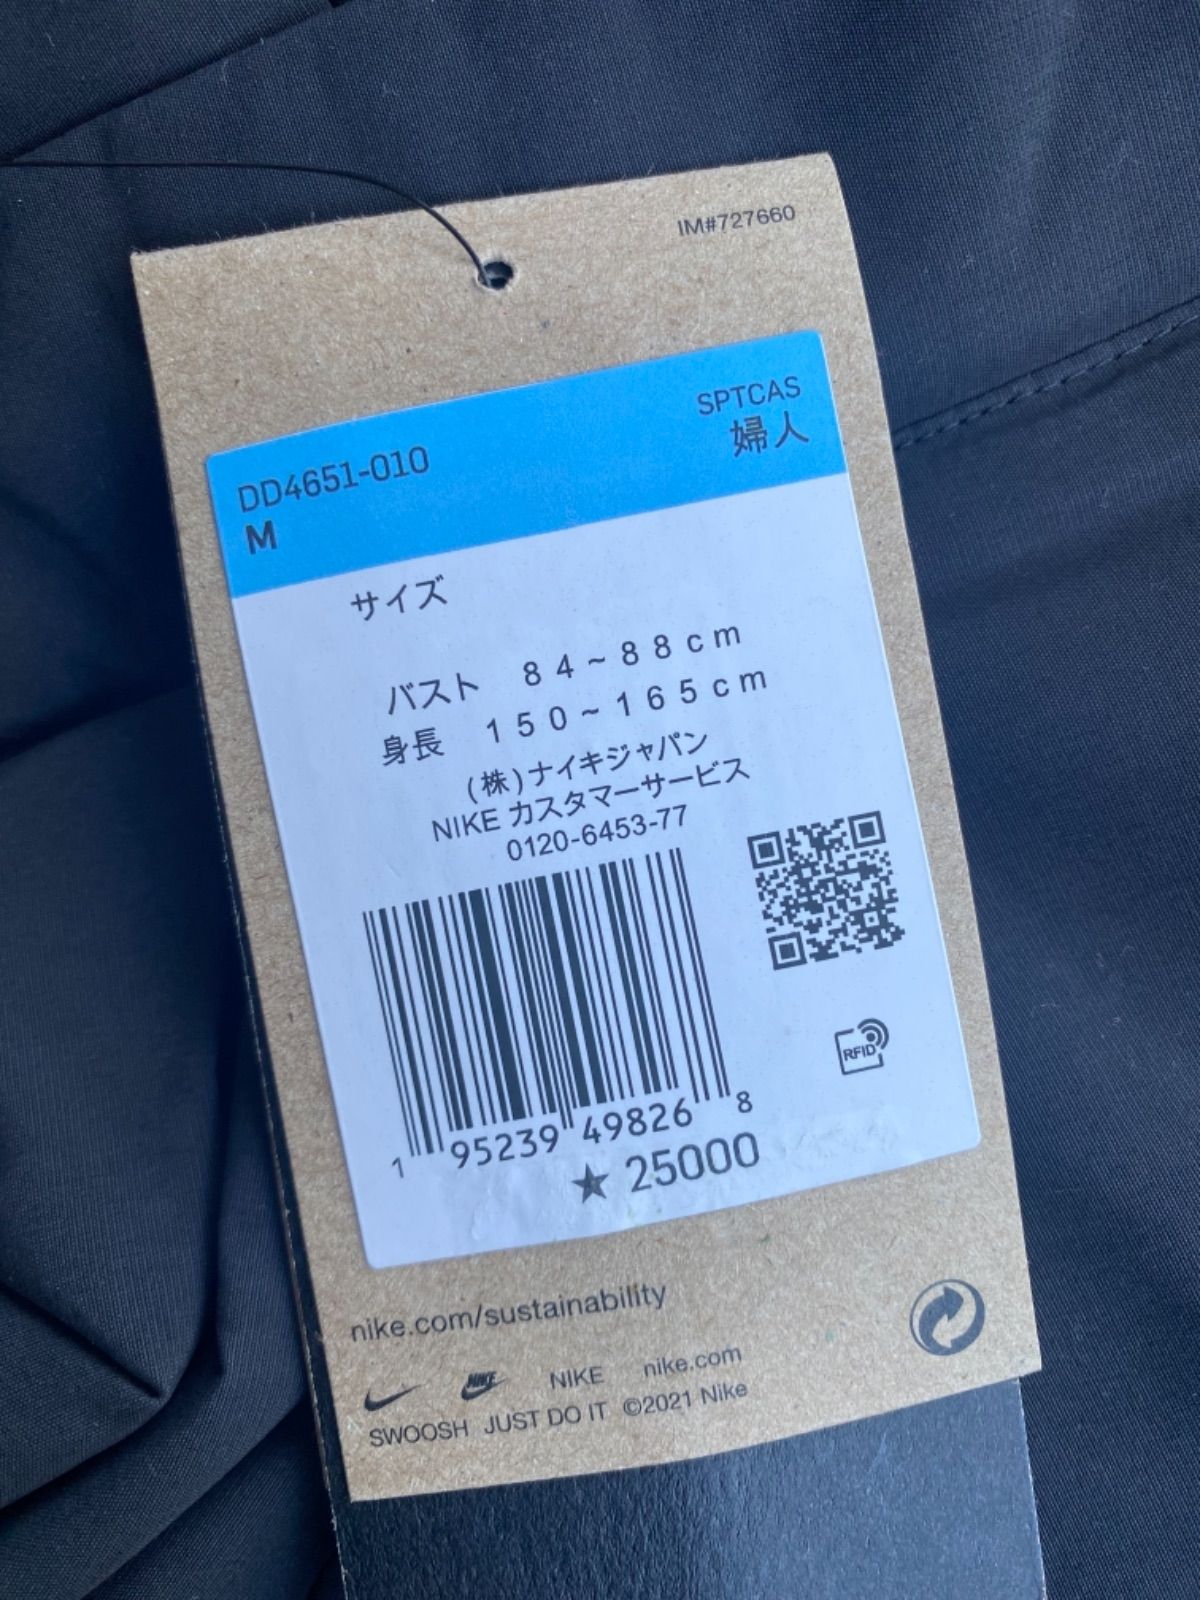 IM#727660
SPTCAS
婦人
DD4651-010
M
サイズ
バスト 84~88cm
身長 150~165cm
(株)ナイキジャパン
NIKE カスタマーサービス
0120-6453-77
RFID
1 95239 49826 8
★ 25000
nike.com/sustainability
NIKE NIKE nike.com
SWOOSH JUST DO IT ©2021 Nike